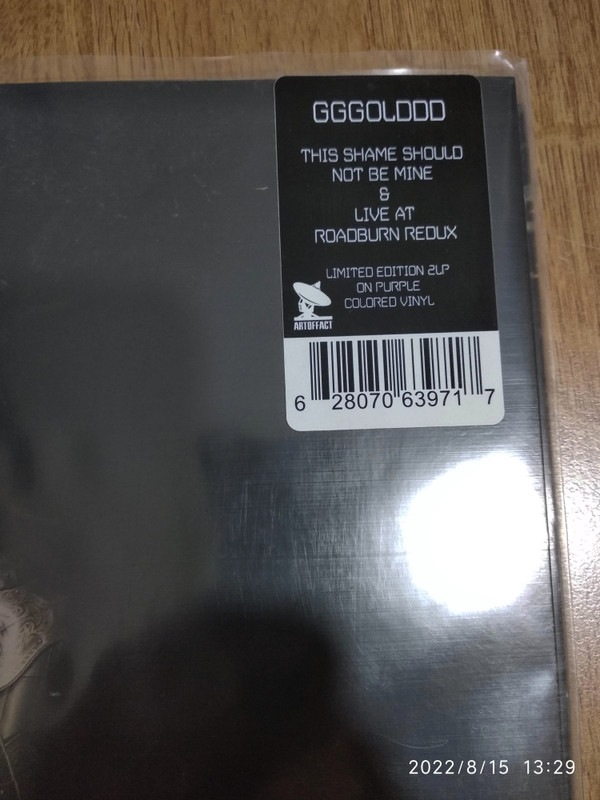 GGGOLDDD
THIS SHAME SHOULD
NOT BE MINE
&
LIVE AT
ROADBURN REDUX
LIMITED EDITION 2LP
ON PURPLE
COLORED VINYL
ARTOFFACT
6 28070 63971 7
2022/8/15 13:29